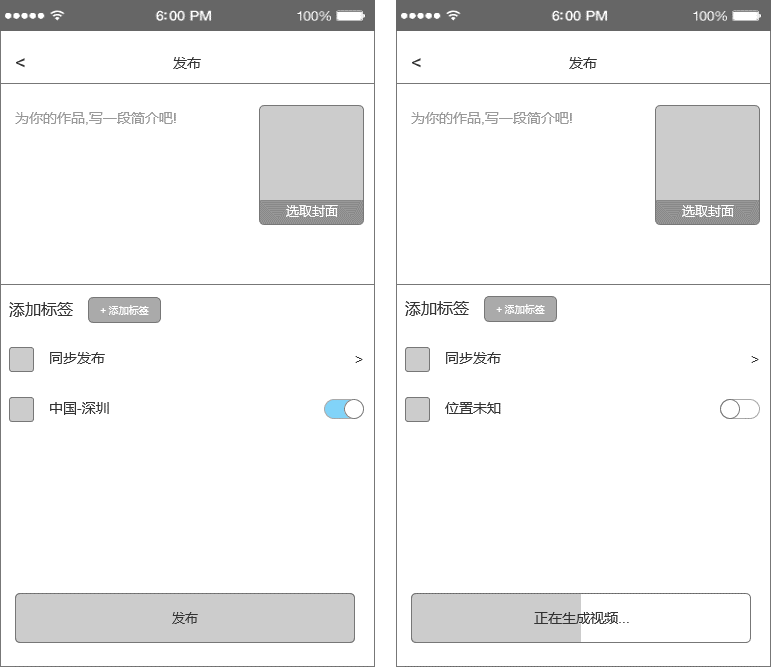 6:00 PM 100%
< 发布
为你的作品,写一段简介吧!
选取封面
添加标签 + 添加标签
同步发布 >
中国-深圳
发布
6:00 PM 100%
< 发布
为你的作品,写一段简介吧!
选取封面
添加标签 + 添加标签
同步发布 >
位置未知
正在生成视频...